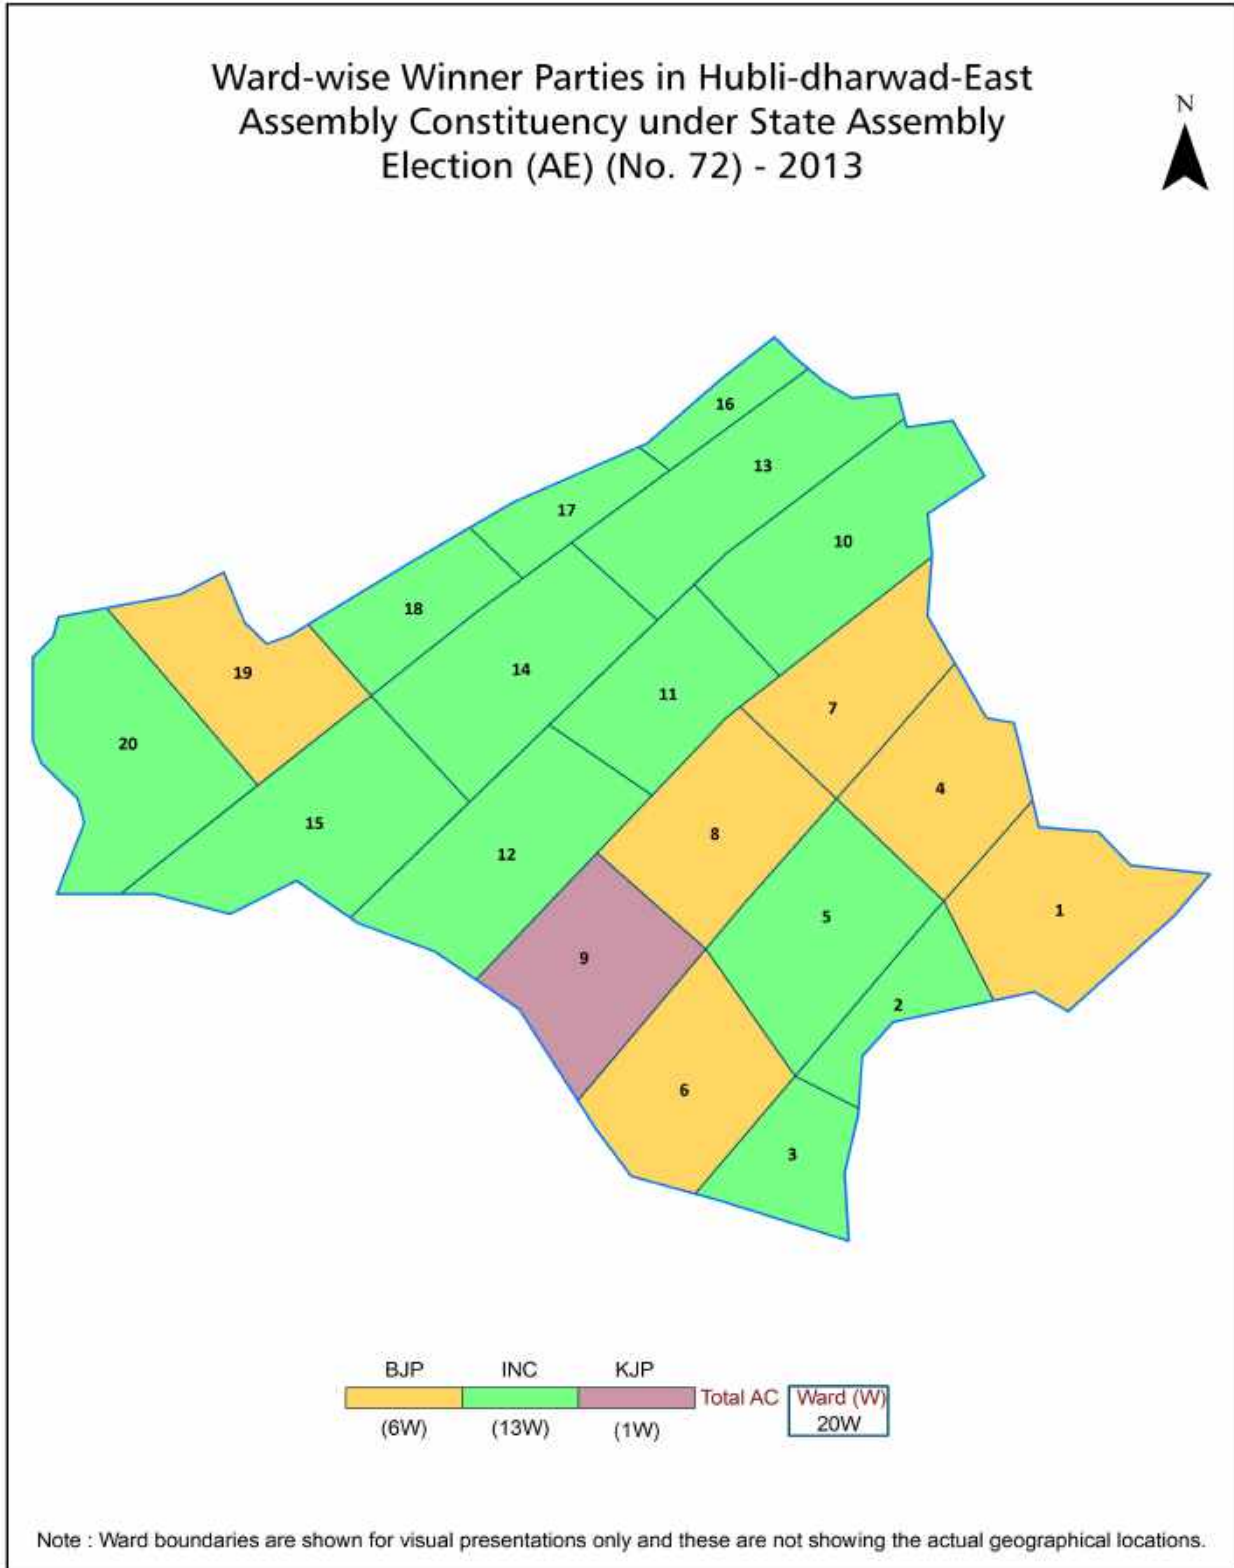 Ward-wise Winner Parties in Hubli-dharwad-East
Assembly Constituency under State Assembly
Election (AE) (No. 72) - 2013
N
16
13
17
10
18
19
14
11
7
20
4
15
8
12
1
5
9
2
6
3
BJP INC KJP
Total AC Ward (W)
(6W) (13W) (1W) 20W
Note : Ward boundaries are shown for visual presentations only and these are not showing the actual geographical locations.